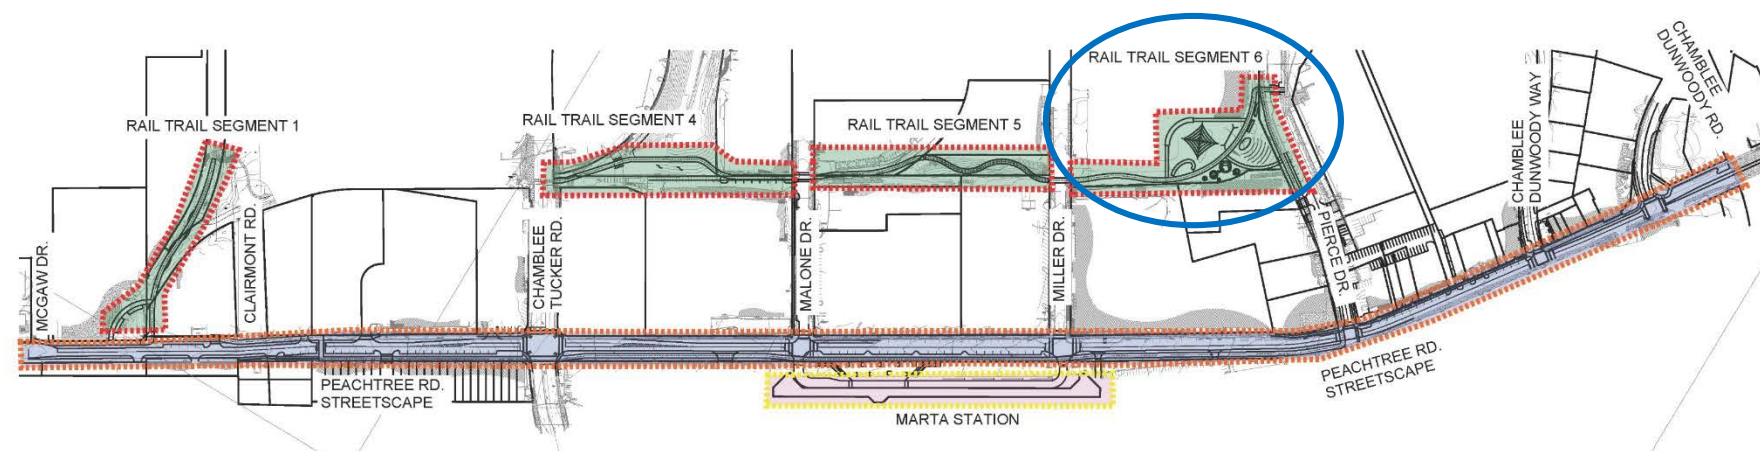 RAIL TRAIL SEGMENT 1
RAIL TRAIL SEGMENT 4
RAIL TRAIL SEGMENT 5
RAIL TRAIL SEGMENT 6
MCGAW DR.
CLAIRMONT RD.
CHAMBLEE
TUCKER RD.
MALONE DR.
MILLER DR.
PIERCE DR.
CHAMBLEE
DUNWOODY WAY
CHAMBLEE
DUNWOODY RD.
PEACHTREE RD.
STREETSCAPE
PEACHTREE RD.
STREETSCAPE
MARTA STATION